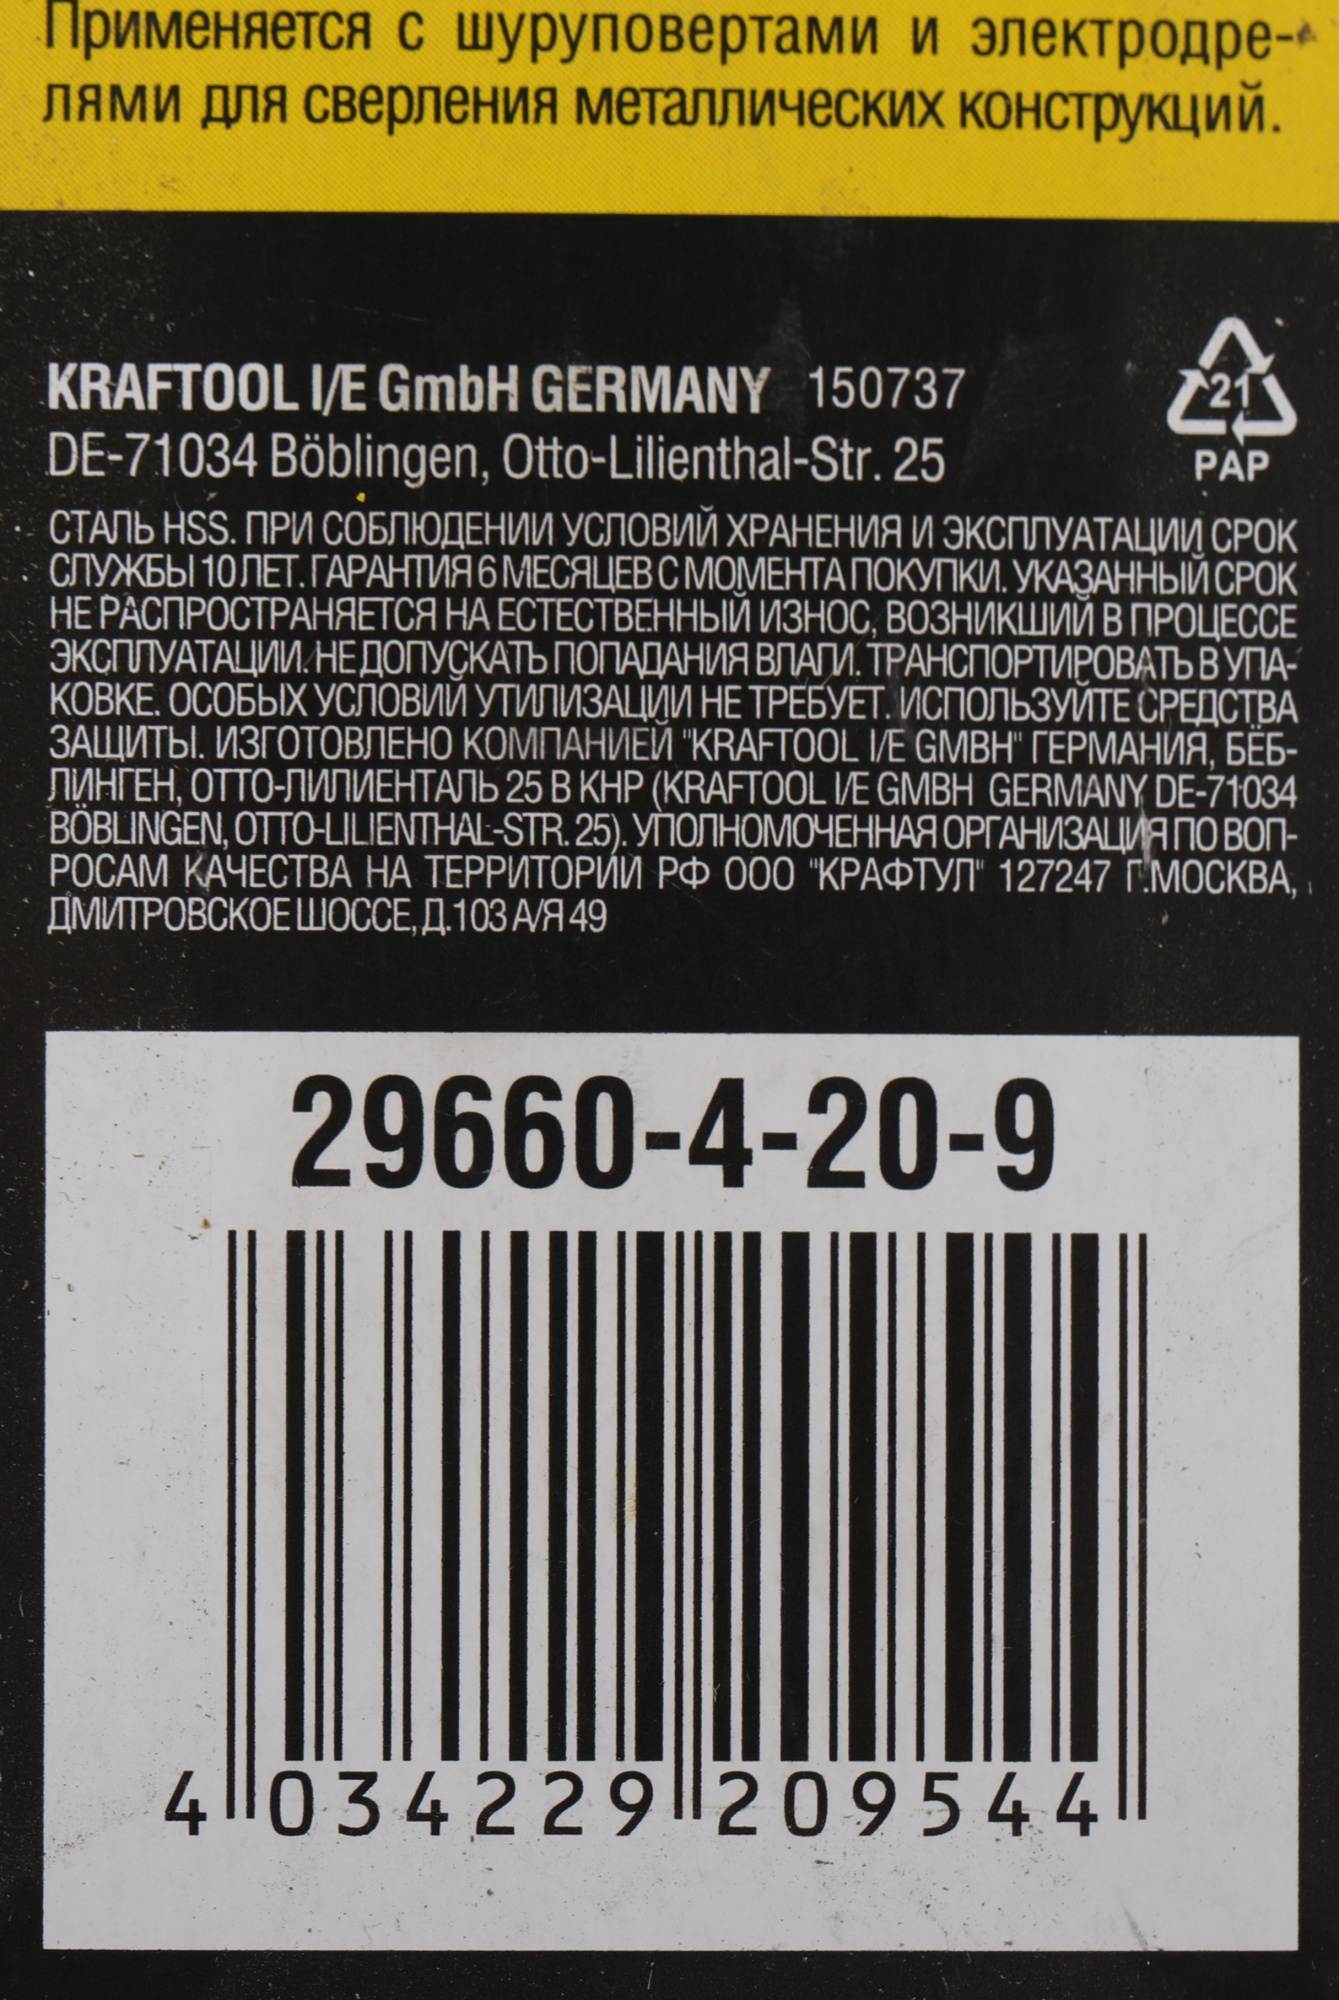 Применяется с шуруповертами и электродре-
лями для сверления металлических конструкций.
KRAFTOOL I/E GmbH GERMANY 150737
DE-71034 Böblingen, Otto-Lilienthal-Str. 25
21
PAP
СТАЛЬ HSS. ПРИ СОБЛЮДЕНИИ УСЛОВИЙ ХРАНЕНИЯ И ЭКСПЛУАТАЦИИ СРОК
СЛУЖБЫ 10 ЛЕТ. ГАРАНТИЯ 6 МЕСЯЦЕВ С МОМЕНТА ПОКУПКИ. УКАЗАННЫЙ СРОК
НЕ РАСПРОСТРАНЯЕТСЯ НА ЕСТЕСТВЕННЫЙ ИЗНОС, ВОЗНИКШИЙ В ПРОЦЕССЕ
ЭКСПЛУАТАЦИИ. НЕ ДОПУСКАТЬ ПОПАДАНИЯ ВЛАГИ. ТРАНСПОРТИРОВАТЬ В УПА-
КОВКЕ. ОСОБЫХ УСЛОВИЙ УТИЛИЗАЦИИ НЕ ТРЕБУЕТ. ИСПОЛЬЗУЙТЕ СРЕДСТВА
ЗАЩИТЫ. ИЗГОТОВЛЕНО КОМПАНИЕЙ "KRAFTOOL I/E GMBH" ГЕРМАНИЯ, БЁБ-
ЛИНГЕН, ОТТО-ЛИЛИЕНТАЛЬ 25 В КНР (KRAFTOOL I/E GMBH GERMANY DE-71034
BÖBLINGEN, OTTO-LILIENTHAL-STR. 25). УПОЛНОМОЧЕННАЯ ОРГАНИЗАЦИЯ ПО ВОП-
РОСАМ КАЧЕСТВА НА ТЕРРИТОРИИ РФ ООО "КРАФТУЛ" 127247 Г.МОСКВА,
ДМИТРОВСКОЕ ШОССЕ, Д.103 А/Я 49
29660-4-20-9
4 034229 209544